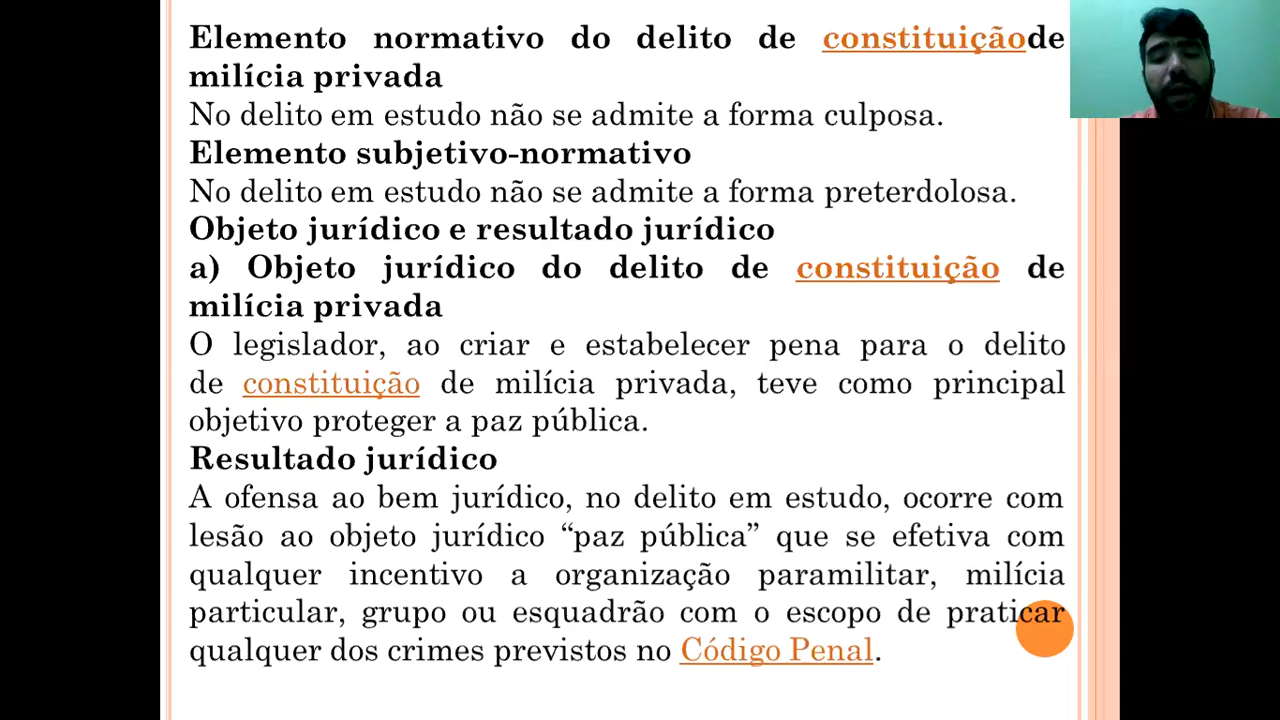 Elemento normativo do delito de constituiçãode
milícia privada
No delito em estudo não se admite a forma culposa.
Elemento subjetivo-normativo
No delito em estudo não se admite a forma preterdolosa.
Objeto jurídico e resultado jurídico
a) Objeto jurídico do delito de constituição de
milícia privada
O legislador, ao criar e estabelecer pena para o delito
de constituição de milícia privada, teve como principal
objetivo proteger a paz pública.
Resultado jurídico
A ofensa ao bem jurídico, no delito em estudo, ocorre com
lesão ao objeto jurídico “paz pública” que se efetiva com
qualquer incentivo a organização paramilitar, milícia
particular, grupo ou esquadrão com o escopo de praticar
qualquer dos crimes previstos no Código Penal.